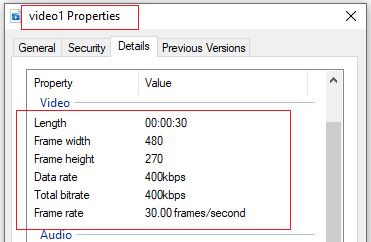 video1 Properties
General Security Details Previous Versions
Property Value
Video
Length 00:00:30
Frame width 480
Frame height 270
Data rate 400kbps
Total bitrate 400kbps
Frame rate 30.00 frames/second
Audio